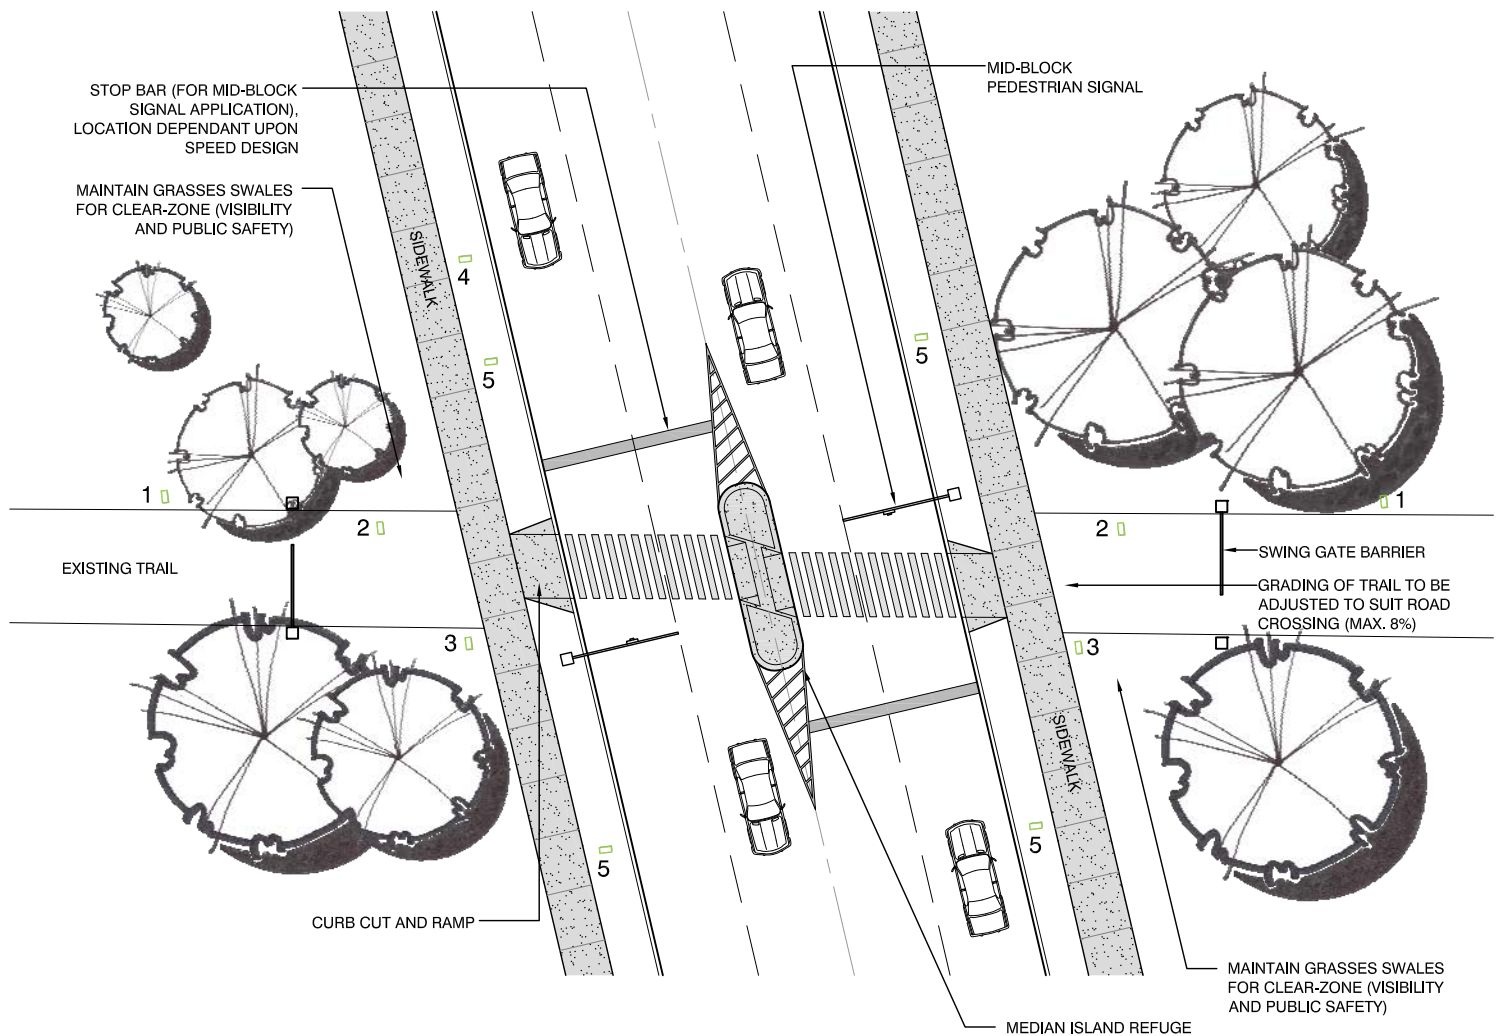 STOP BAR (FOR MID-BLOCK
SIGNAL APPLICATION),
LOCATION DEPENDANT UPON
SPEED DESIGN
MID-BLOCK
PEDESTRIAN SIGNAL
MAINTAIN GRASSES SWALES
FOR CLEAR-ZONE (VISIBILITY
AND PUBLIC SAFETY)
SIDEWALK
4
5
5
1
2
1
2
EXISTING TRAIL
SWING GATE BARRIER
GRADING OF TRAIL TO BE
ADJUSTED TO SUIT ROAD
CROSSING (MAX. 8%)
3
3
SIDEWALK
5
5
CURB CUT AND RAMP
MAINTAIN GRASSES SWALES
FOR CLEAR-ZONE (VISIBILITY
AND PUBLIC SAFETY)
MEDIAN ISLAND REFUGE